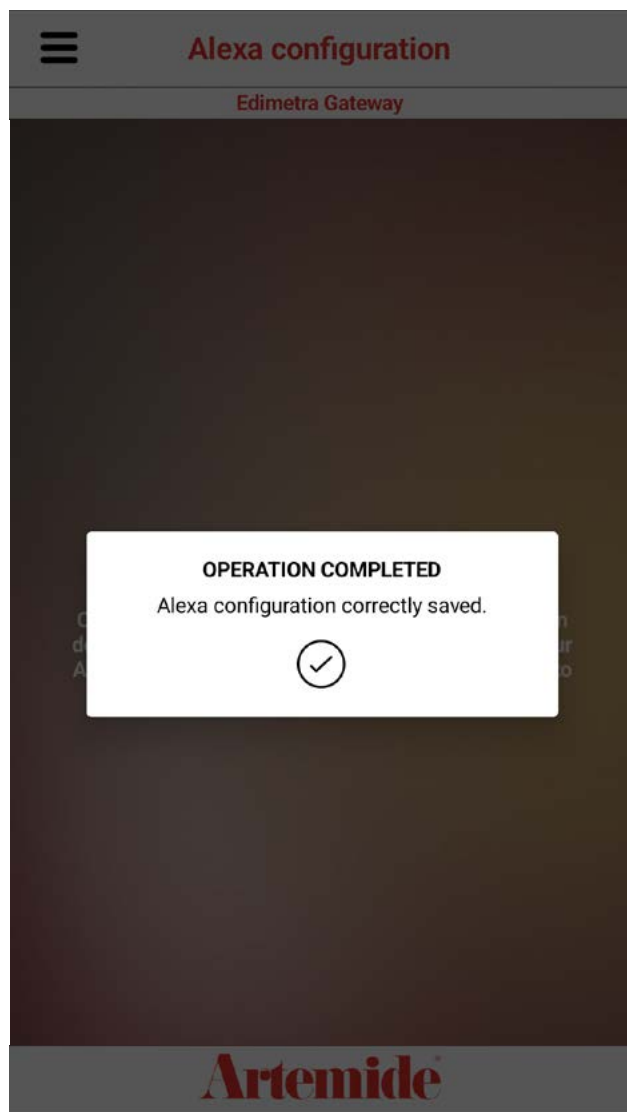 Alexa configuration
Edimetra Gateway
OPERATION COMPLETED
Alexa configuration correctly saved.
Artemide